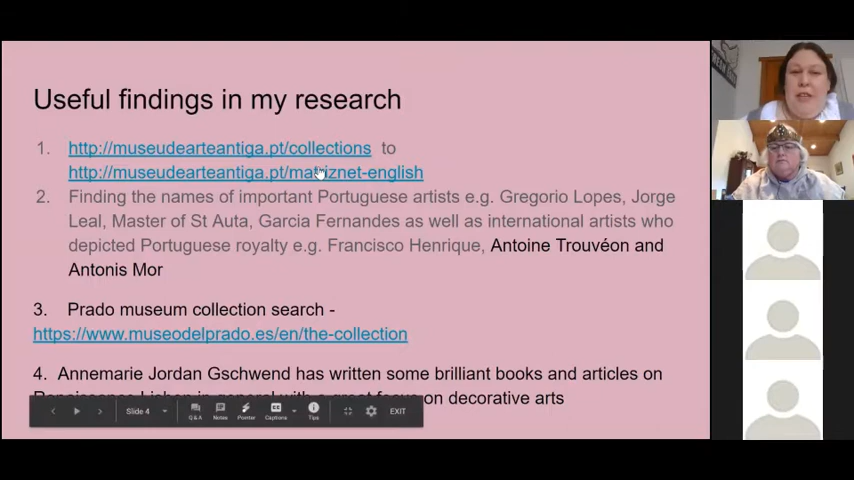 Useful findings in my research
1. http://museudearteantiga.pt/collections to
http://museudearteantiga.pt/matriznet-english
2. Finding the names of important Portuguese artists e.g. Gregorio Lopes, Jorge
Leal, Master of St Auta, Garcia Fernandes as well as international artists who
depicted Portuguese royalty e.g. Francisco Henrique, Antoine Trouvéon and
Antonis Mor
3. Prado museum collection search -
https://www.museodelprado.es/en/the-collection
4. Annemarie Jordan Gschwend has written some brilliant books and articles on
Renaissance Lisbon in general with a great focus on decorative arts
Slide 4 Q&A Notes Pointer Captions Tips EXIT